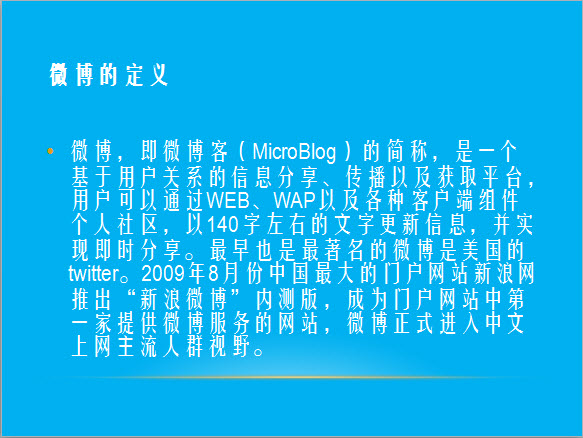 微博的定义
• 微博，即微博客（MicroBlog）的简称，是一个
基于用户关系的信息分享、传播以及获取平台，
用户可以通过WEB、WAP以及各种客户端组件
个人社区，以140字左右的文字更新信息，并实
现即时分享。最早也是最著名的微博是美国的
twitter。2009年8月份中国最大的门户网站新浪网
推出“新浪微博”内测版，成为门户网站中第
一家提供微博服务的网站，微博正式进入中文
上网主流人群视野。